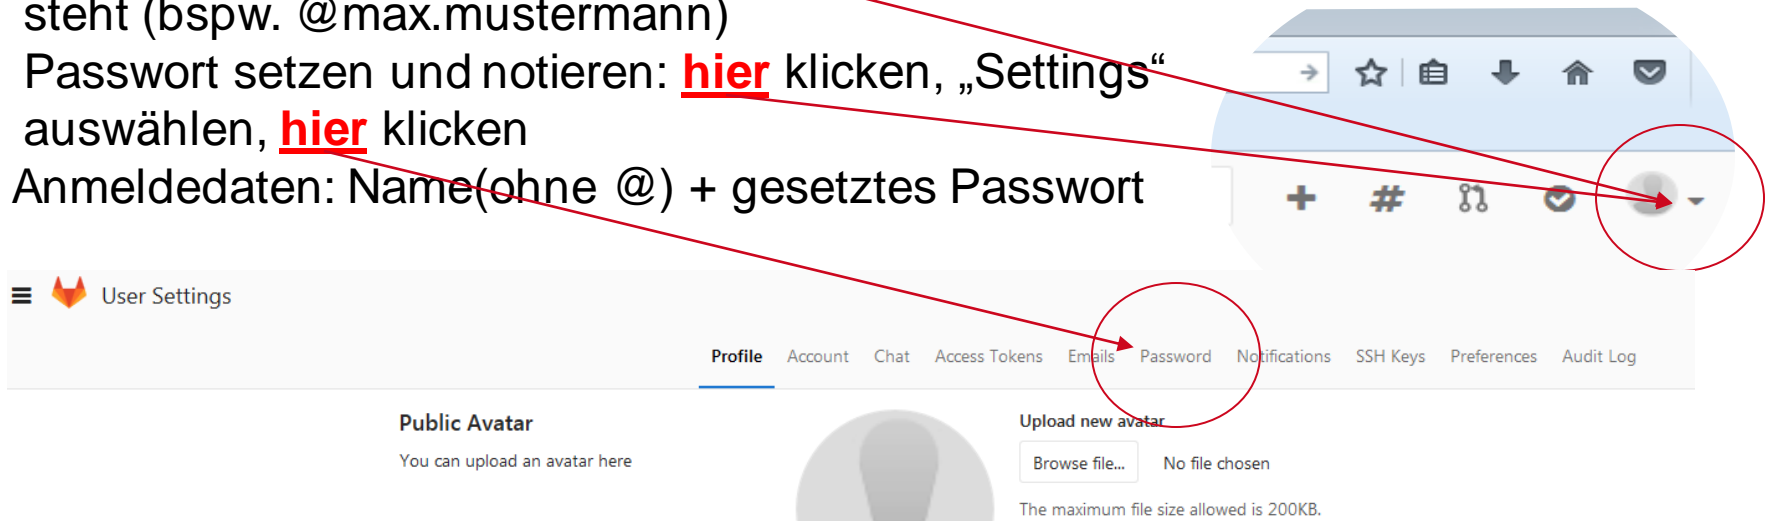 steht (bspw. @max.mustermann)
Passwort setzen und notieren: hier klicken, „Settings“
auswählen, hier klicken
Anmeldedaten: Name(ohne @) + gesetztes Passwort
User Settings
Profile Account Chat Access Tokens Emails Password Notifications SSH Keys Preferences Audit Log
Public Avatar
You can upload an avatar here
Upload new avatar
Browse file... No file chosen
The maximum file size allowed is 200KB.